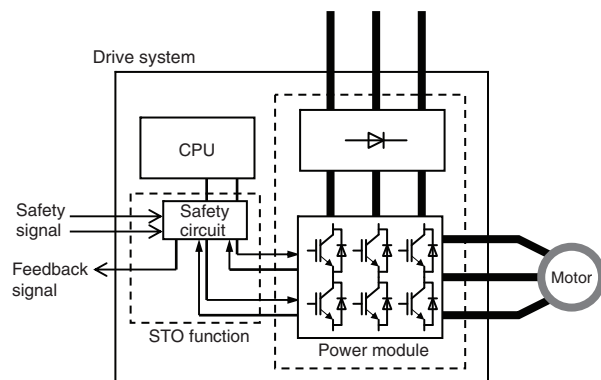 Drive system
CPU
Safety
signal
Safety
circuit
Feedback
signal
Motor
STO function
Power module